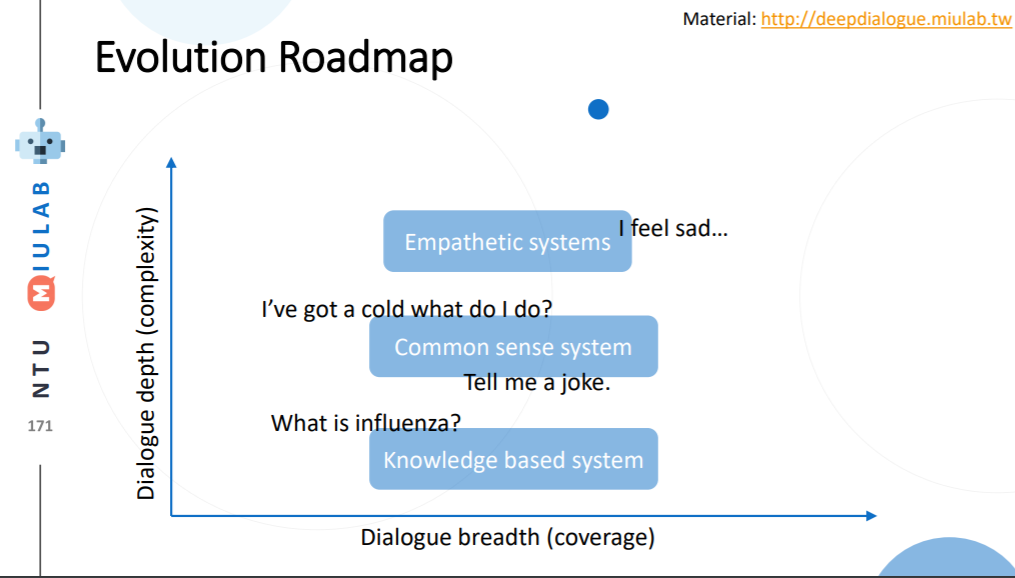 Material: http://deepdialogue.miulab.tw
Evolution Roadmap
NTU MIULAB
171
Dialogue depth (complexity)
Empathetic systems
I feel sad…
I’ve got a cold what do I do?
Common sense system
Tell me a joke.
What is influenza?
Knowledge based system
Dialogue breadth (coverage)